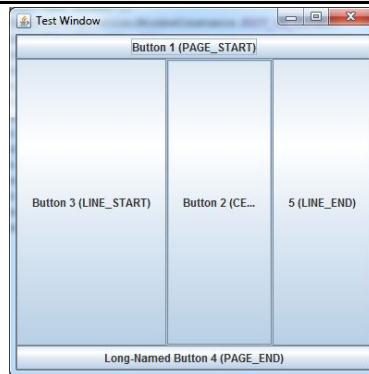 Test Window
Button 1 (PAGE_START)
Button 3 (LINE_START)
Button 2 (CE...
5 (LINE_END)
Long-Named Button 4 (PAGE_END)